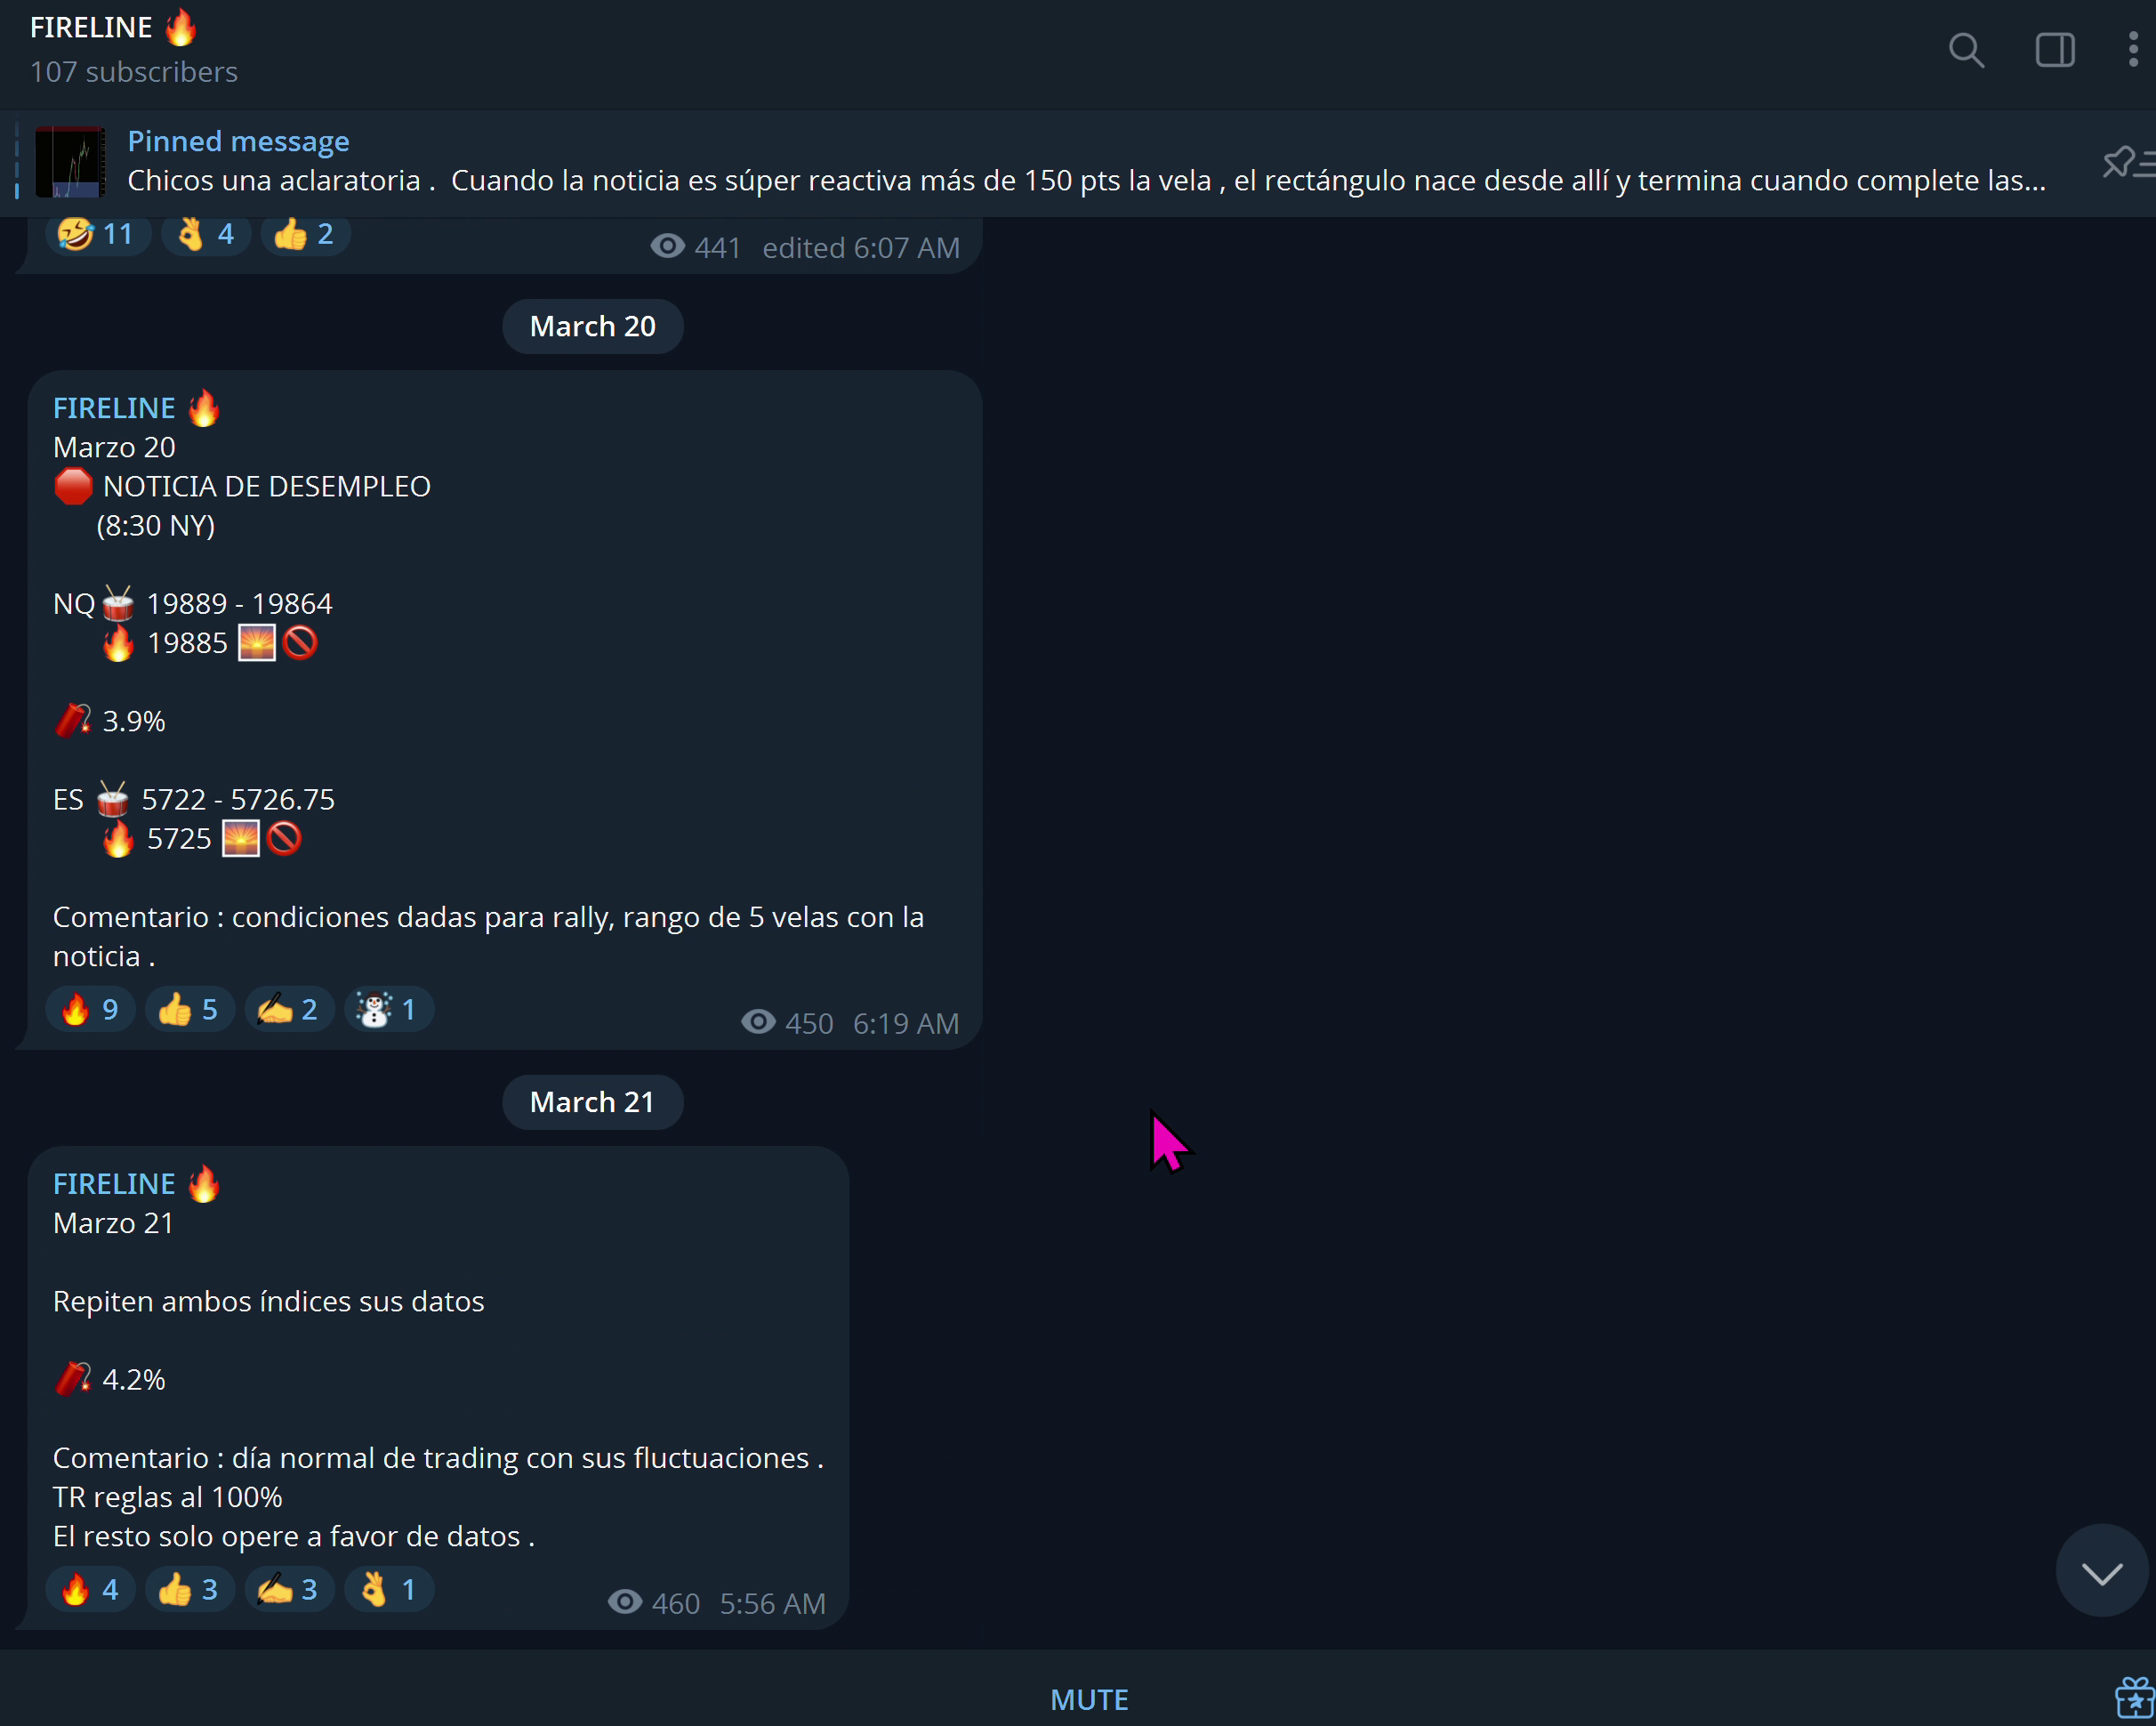 FIRELINE 🔥
107 subscribers
Pinned message
Chicos una aclaratoria .  Cuando la noticia es súper reactiva más de 150 pts la vela , el rectángulo nace desde allí y termina cuando complete las...
🤣 11 👌 4 👍 2
441 edited 6:07 AM
March 20
FIRELINE 🔥
Marzo 20
🛑 NOTICIA DE DESEMPLEO
(8:30 NY)
NQ🥁 19889 - 19864
🔥 19885 🌅🚫
🧨 3.9%
ES 🥁 5722 - 5726.75
🔥 5725 🌅🚫
Comentario : condiciones dadas para rally, rango de 5 velas con la
noticia .
🔥 9 👍 5 ✍ 2 ☃ 1
450 6:19 AM
March 21
FIRELINE 🔥
Marzo 21
Repiten ambos índices sus datos
🧨 4.2%
Comentario : día normal de trading con sus fluctuaciones .
TR reglas al 100%
El resto solo opere a favor de datos .
🔥 4 👍 3 ✍ 3 👌 1
460 5:56 AM
MUTE